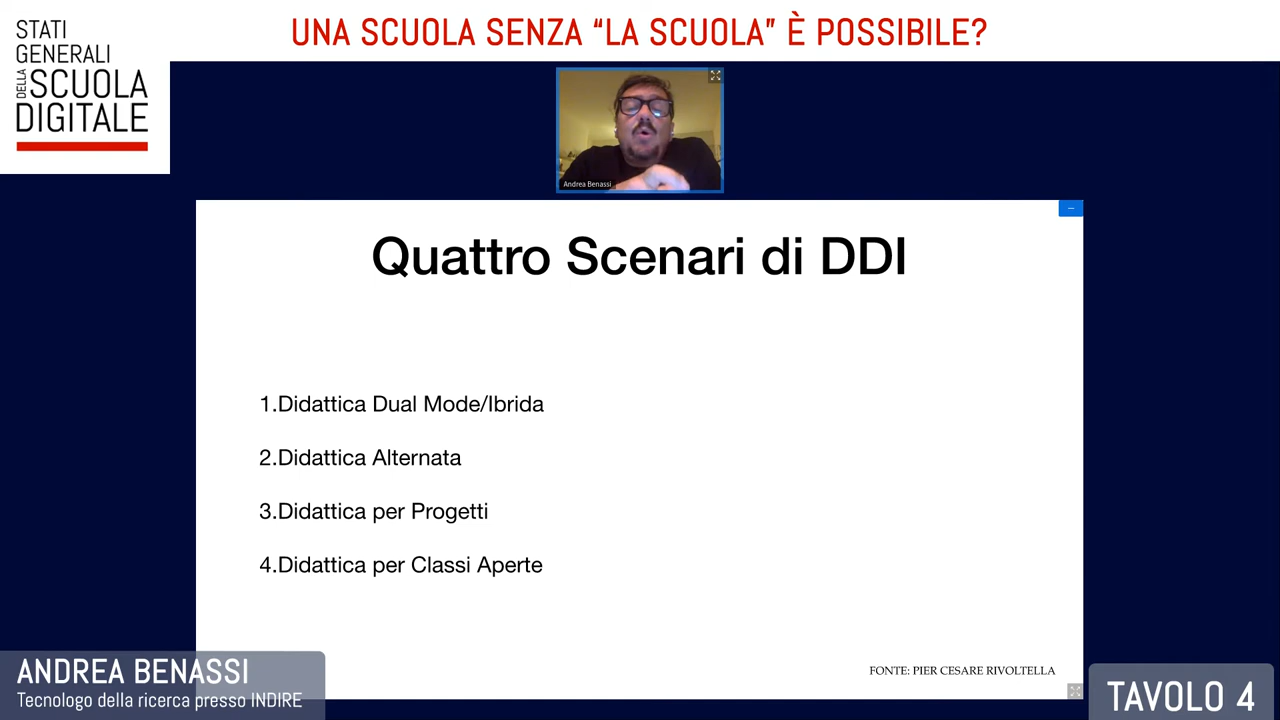 STATI
GENERALI
DELLA SCUOLA
DIGITALE
UNA SCUOLA SENZA “LA SCUOLA” È POSSIBILE?
Andrea Benassi
Quattro Scenari di DDI
1.Didattica Dual Mode/Ibrida
2.Didattica Alternata
3.Didattica per Progetti
4.Didattica per Classi Aperte
FONTE: PIER CESARE RIVOLTELLA
ANDREA BENASSI
Tecnologo della ricerca presso INDIRE
TAVOLO 4